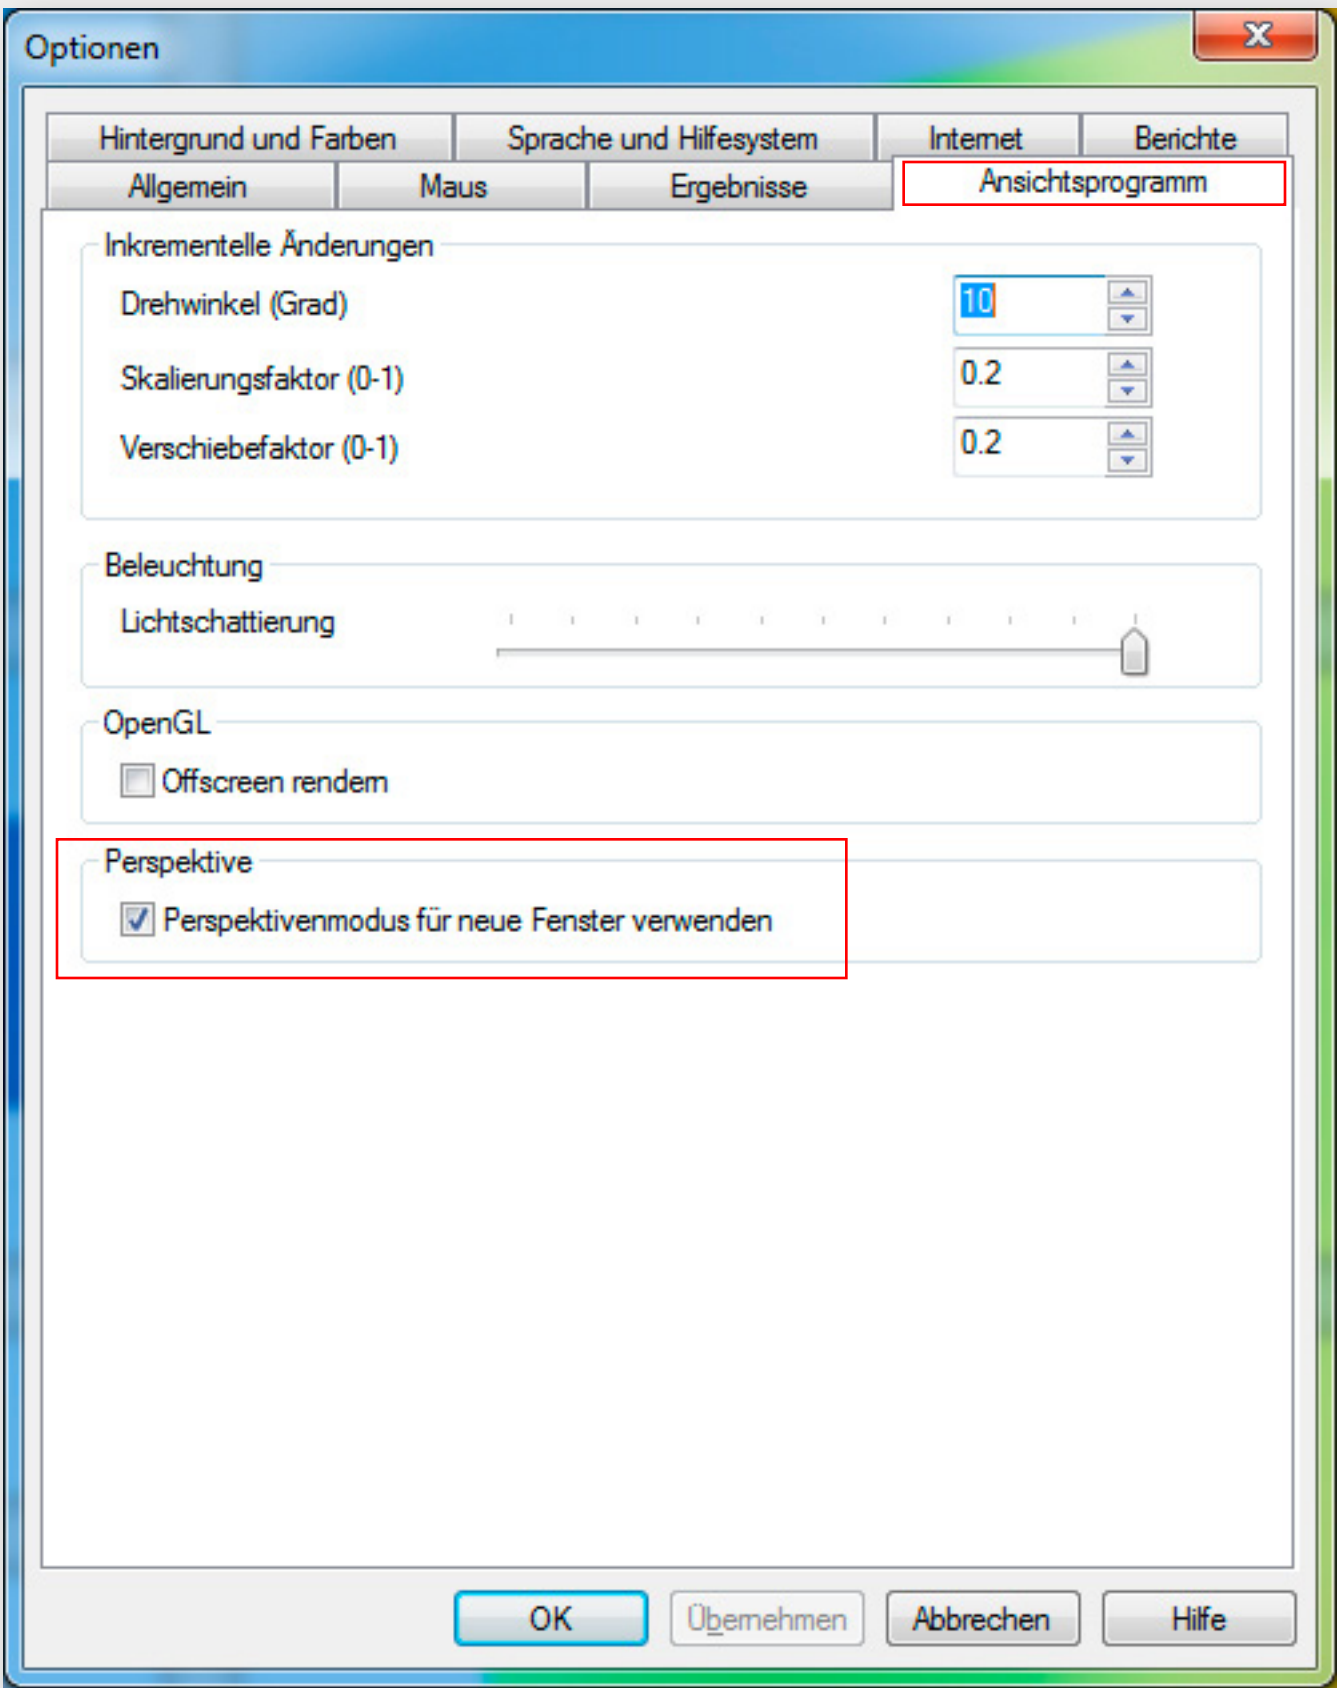 Optionen
Hintergrund und Farben
Sprache und Hilfesystem
Internet
Berichte
Allgemein
Maus
Ergebnisse
Ansichtsprogramm
Inkrementelle Änderungen
Drehwinkel (Grad)
10
Skalierungsfaktor (0-1)
0.2
Verschiebefaktor (0-1)
0.2
Beleuchtung
Lichtschattierung
OpenGL
Offscreen rendern
Perspektive
Perspektivenmodus für neue Fenster verwenden
OK
Übernehmen
Abbrechen
Hilfe